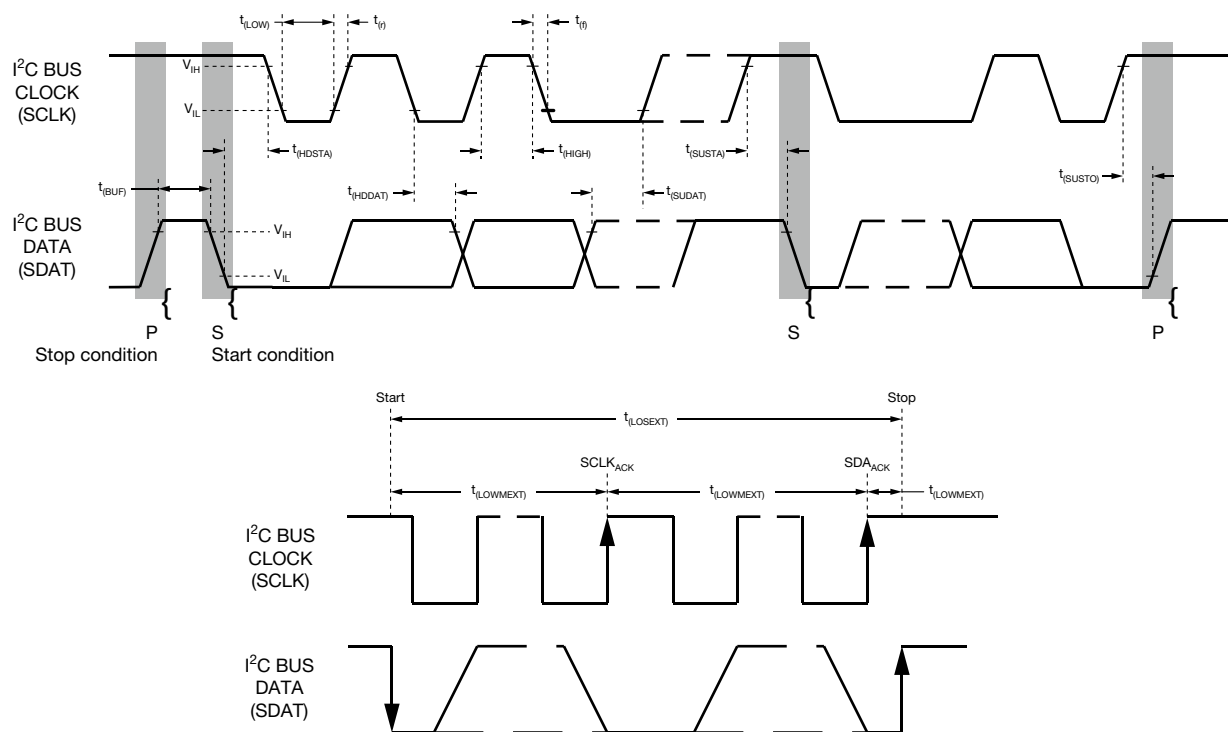 t(LOW)
t(r)
t(f)
I2C BUS
CLOCK
(SCLK)
VIH
VIL
t(HDSTA)
t(HIGH)
t(SUSTA)
t(BUF)
t(HDDAT)
t(SUDAT)
t(SUSTO)
I2C BUS
DATA
(SDAT)
VIH
VIL
{
{
{
{
P
S
S
P
Stop condition
Start condition
Start
Stop
t(LOSEXT)
SCLKACK
SDAACK
t(LOWMEXT)
t(LOWMEXT)
t(LOWMEXT)
I2C BUS
CLOCK
(SCLK)
I2C BUS
DATA
(SDAT)